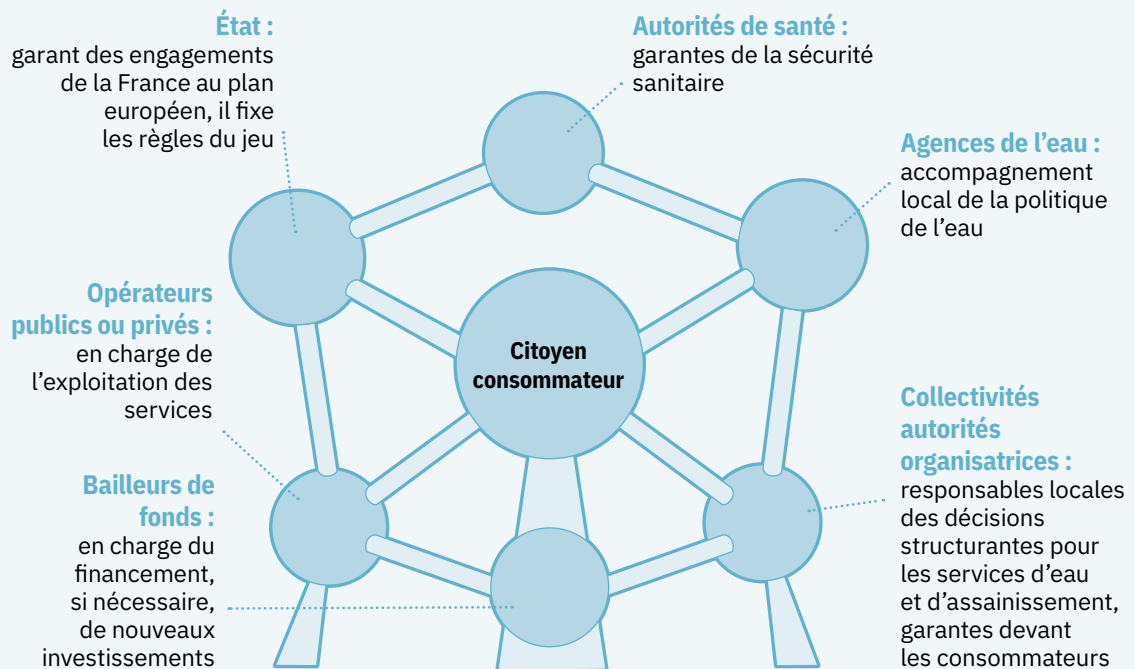 État :
garant des engagements
de la France au plan
européen, il fixe
les règles du jeu
Autorités de santé :
garantes de la sécurité
sanitaire
Agences de l’eau :
accompagnement
local de la politique
de l’eau
Opérateurs
publics ou privés :
en charge de
l’exploitation des
services
Citoyen
consommateur
Collectivités
autorités
organisatrices :
responsables locales
des décisions
structurantes pour
les services d’eau
et d’assainissement,
garantes devant
les consommateurs
Bailleurs de
fonds :
en charge du
financement,
si nécessaire,
de nouveaux
investissements